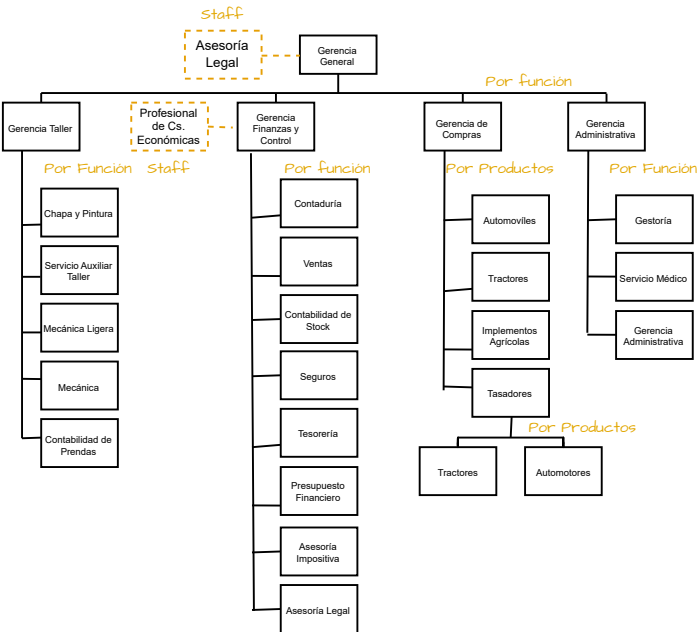 Staff
Asesoría
Legal
Gerencia
General
Por función
Gerencia Taller
Profesional
de Cs.
Económicas
Gerencia
Finanzas y
Control
Gerencia de
Compras
Gerencia
Administrativa
Por Función
Staff
Por función
Por Productos
Por Función
Chapa y Pintura
Servicio Auxiliar
Taller
Mecánica Ligera
Mecánica
Contabilidad de
Prendas
Contaduría
Ventas
Contabilidad de
Stock
Seguros
Tesorería
Presupuesto
Financiero
Asesoría
Impositiva
Asesoría Legal
Automovíles
Tractores
Implementos
Agrícolas
Tasadores
Por Productos
Tractores
Automotores
Gestoría
Servicio Médico
Gerencia
Administrativa